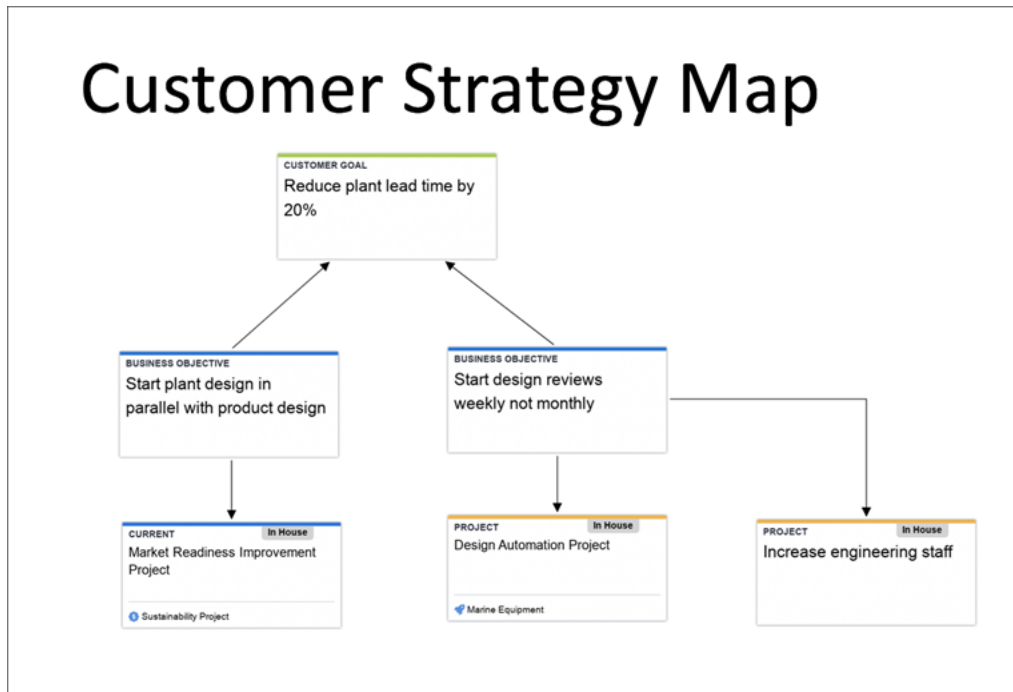 Customer Strategy Map
CUSTOMER GOAL
Reduce plant lead time by
20%
BUSINESS OBJECTIVE
Start plant design in
parallel with product design
BUSINESS OBJECTIVE
Start design reviews
weekly not monthly
CURRENT
In House
Market Readiness Improvement
Project
Sustainability Project
PROJECT
In House
Design Automation Project
Marine Equipment
PROJECT
In House
Increase engineering staff